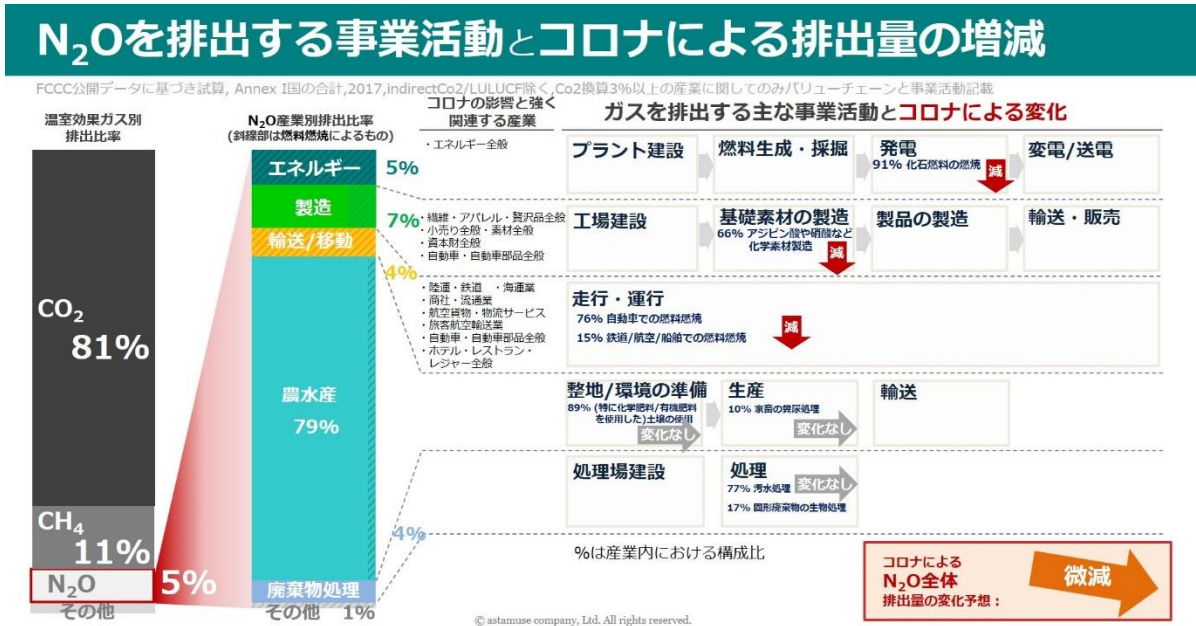 N₂Oを排出する事業活動とコロナによる排出量の増減
FCCC公開データに基づき試算, Annex I国の合計,2017,indirectCo2/LULUCF除く,Co2換算3%以上の産業に関してのみバリューチェーンと事業活動記載
温室効果ガス別
排出比率
CO₂
81%
CH₄
11%
N₂O
5%
その他
N₂O産業別排出比率
(斜線部は燃料燃焼によるもの)
エネルギー
5%
製造
7%
輸送/移動
4%
農水産
79%
廃棄物処理
4%
その他 1%
コロナの影響と強く
関連する産業
・エネルギー全般
・繊維・アパレル・贅沢品全般
・小売り全般・素材全般
・資本財全般
・自動車・自動車部品全般
・陸運・鉄道 ・海運業
・商社・流通業
・航空貨物・物流サービス
・旅客航空輸送業
・自動車・自動車部品全般
・ホテル・レストラン・
レジャー全般
ガスを排出する主な事業活動とコロナによる変化
プラント建設
燃料生成・採掘
発電
91% 化石燃料の燃焼
減
変電/送電
工場建設
基礎素材の製造
66% アジピン酸や硝酸など
化学素材製造
減
製品の製造
輸送・販売
走行・運行
76% 自動車での燃料燃焼
15% 鉄道/航空/船舶での燃料燃焼
減
整地/環境の準備
89% (特に化学肥料/有機肥料
を使用した)土壌の使用
変化なし
生産
10% 家畜の糞尿処理
変化なし
輸送
処理場建設
処理
77% 汚水処理
変化なし
17% 固形廃棄物の生物処理
%は産業内における構成比
コロナによる
N₂O全体
排出量の変化予想：
微減
© astamuse company, Ltd. All rights reserved.